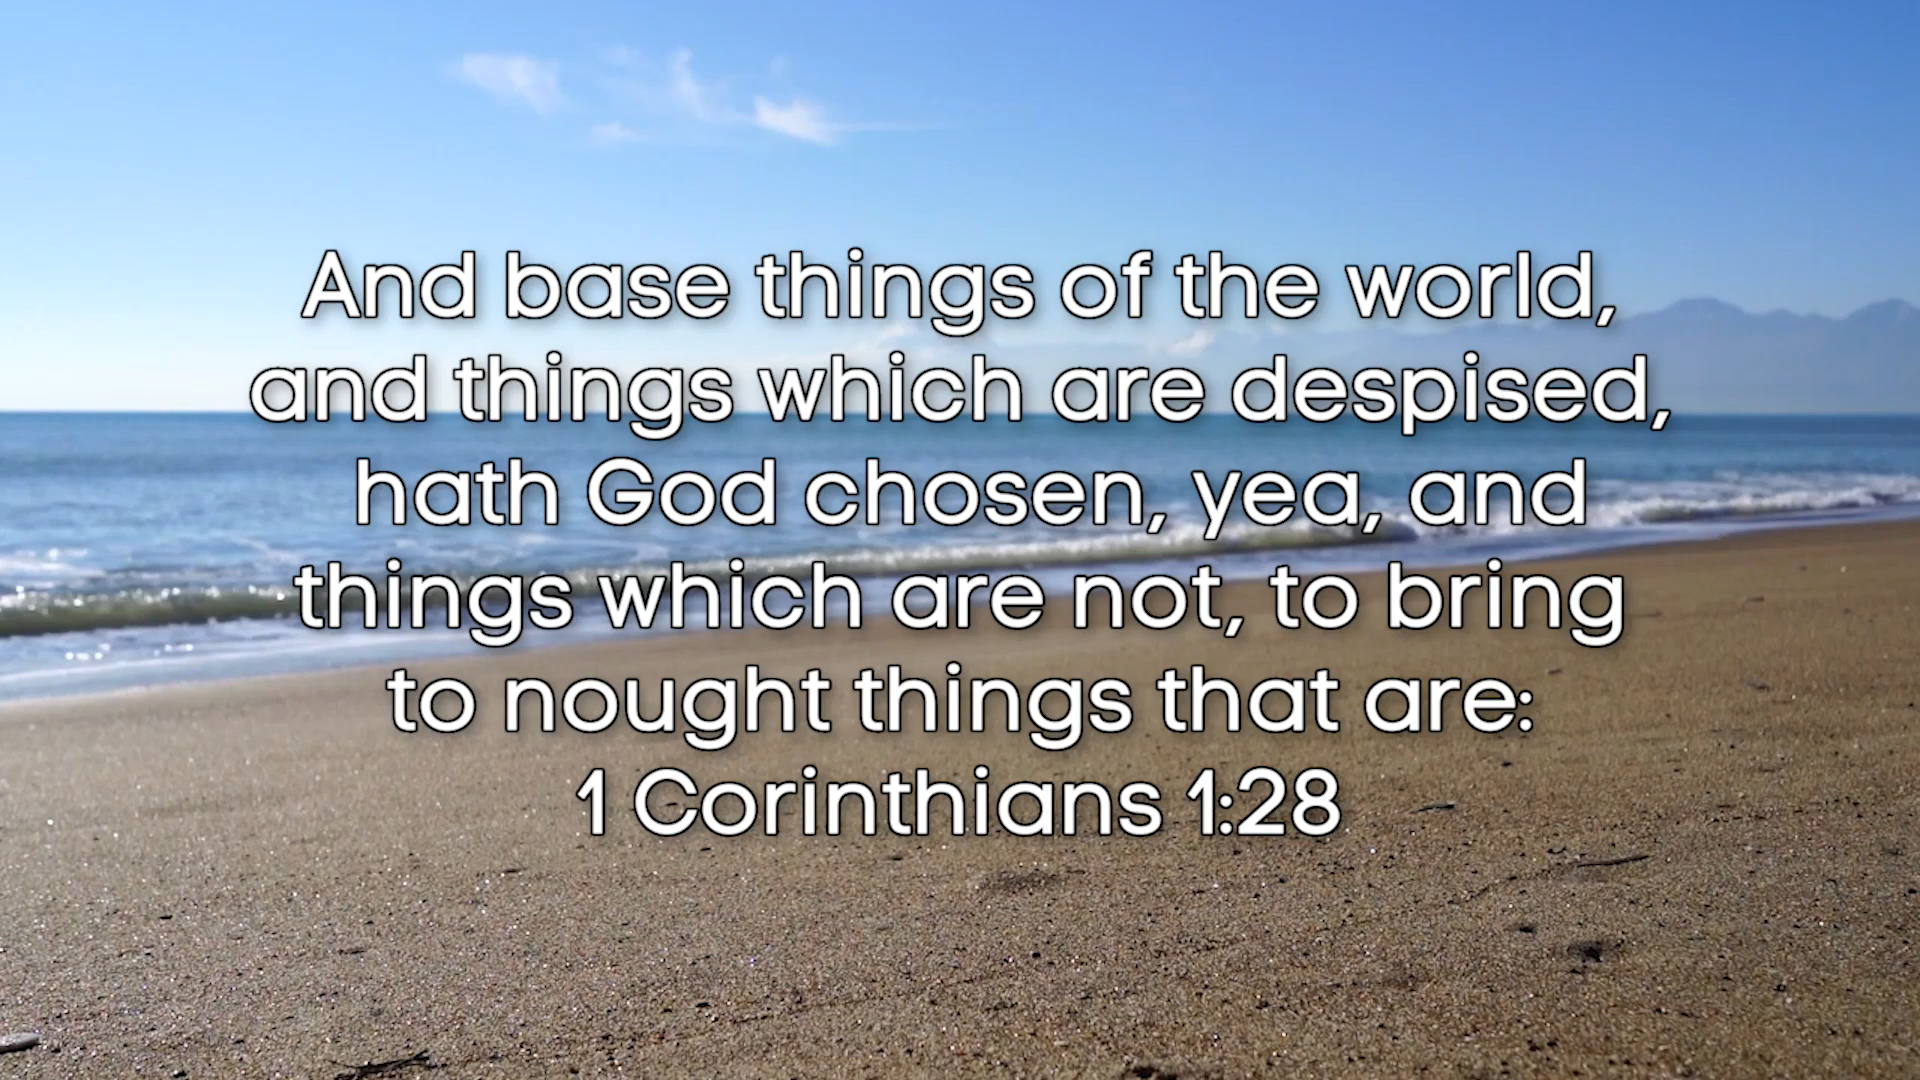 And base things of the world,
and things which are despised,
hath God chosen, yea, and
things which are not, to bring
to nought things that are:
1 Corinthians 1:28